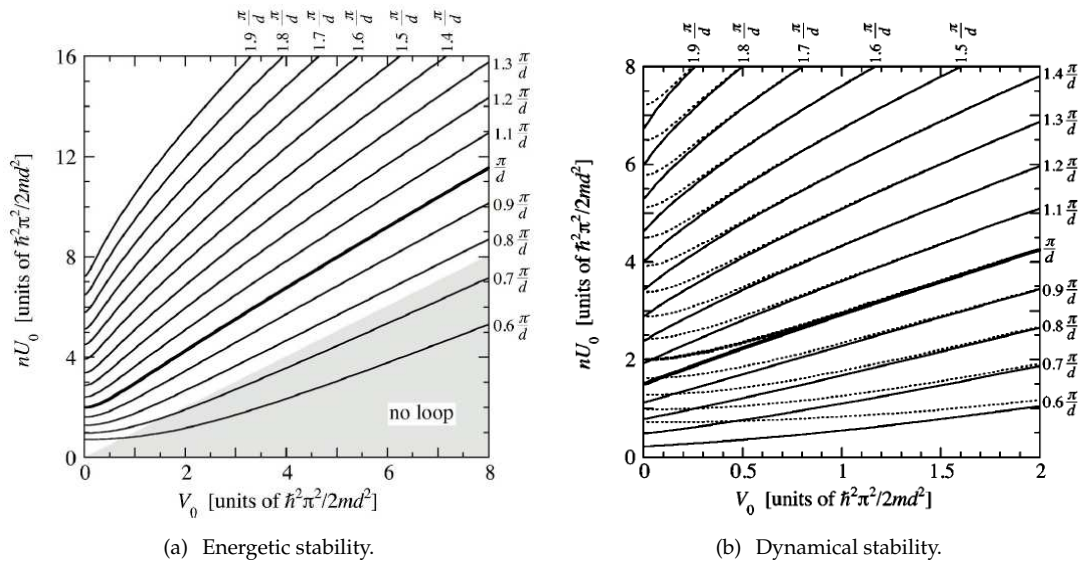 1.9 π/d 1.8 π/d 1.7 π/d 1.6 π/d 1.5 π/d 1.4 π/d
16
12
8
4
0
nU₀ [units of ℏ²π²/2md²]
1.3 π/d
1.2 π/d
1.1 π/d
π/d
0.9 π/d
0.8 π/d
0.7 π/d
0.6 π/d
no loop
0 2 4 6 8
V₀ [units of ℏ²π²/2md²]
(a) Energetic stability.
1.9 π/d 1.8 π/d 1.7 π/d 1.6 π/d 1.5 π/d
8
6
4
2
0
nU₀ [units of ℏ²π²/2md²]
1.4 π/d
1.3 π/d
1.2 π/d
1.1 π/d
π/d
0.9 π/d
0.8 π/d
0.7 π/d
0.6 π/d
0 0.5 1 1.5 2
V₀ [units of ℏ²π²/2md²]
(b) Dynamical stability.